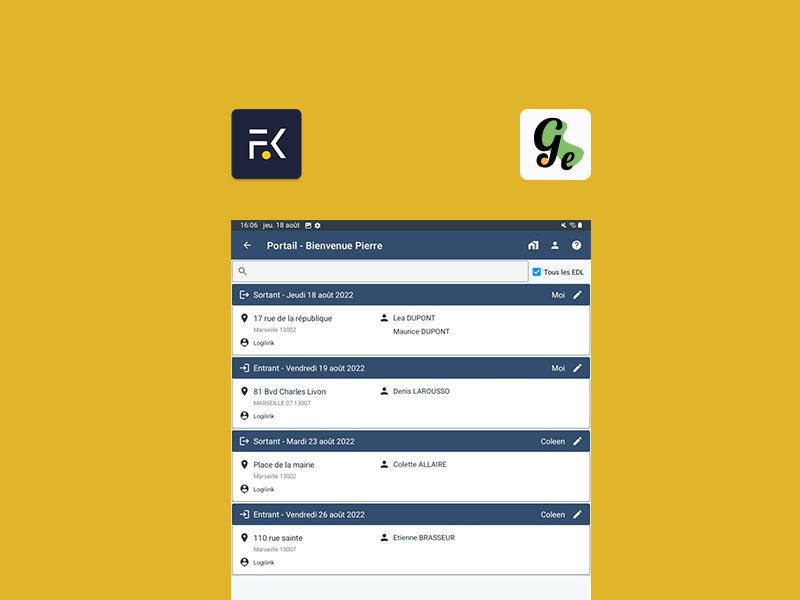 FK
Ge
16:06 jeu. 18 août
Portail - Bienvenue Pierre
Tous les EDL
Sortant - Jeudi 18 août 2022 Moi
17 rue de la république Lea DUPONT
Marseille 13002 Maurice DUPONT
Logilink
Entrant - Vendredi 19 août 2022 Moi
81 Bvd Charles Livon Denis LAROUSSO
MARSEILLE 07 13007
Logilink
Sortant - Mardi 23 août 2022 Coleen
Place de la mairie Colette ALLAIRE
Marseille 13002
Logilink
Entrant - Vendredi 26 août 2022 Coleen
110 rue sainte Etienne BRASSEUR
Marseille 13007
Logilink